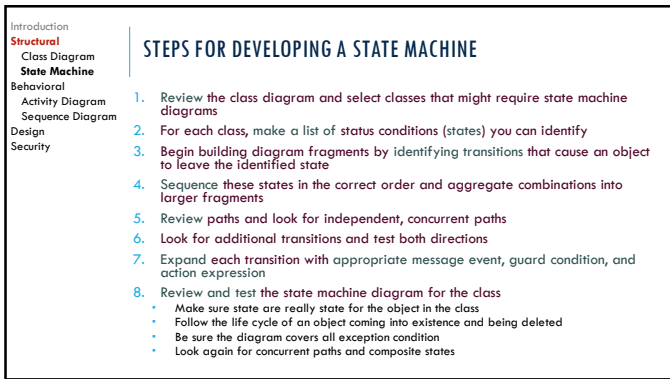 Introduction
Structural
Class Diagram
State Machine
Behavioral
Activity Diagram
Sequence Diagram
Design
Security
STEPS FOR DEVELOPING A STATE MACHINE
1. Review the class diagram and select classes that might require state machine
diagrams
2. For each class, make a list of status conditions (states) you can identify
3. Begin building diagram fragments by identifying transitions that cause an object
to leave the identified state
4. Sequence these states in the correct order and aggregate combinations into
larger fragments
5. Review paths and look for independent, concurrent paths
6. Look for additional transitions and test both directions
7. Expand each transition with appropriate message event, guard condition, and
action expression
8. Review and test the state machine diagram for the class
• Make sure state are really state for the object in the class
• Follow the life cycle of an object coming into existence and being deleted
• Be sure the diagram covers all exception condition
• Look again for concurrent paths and composite states